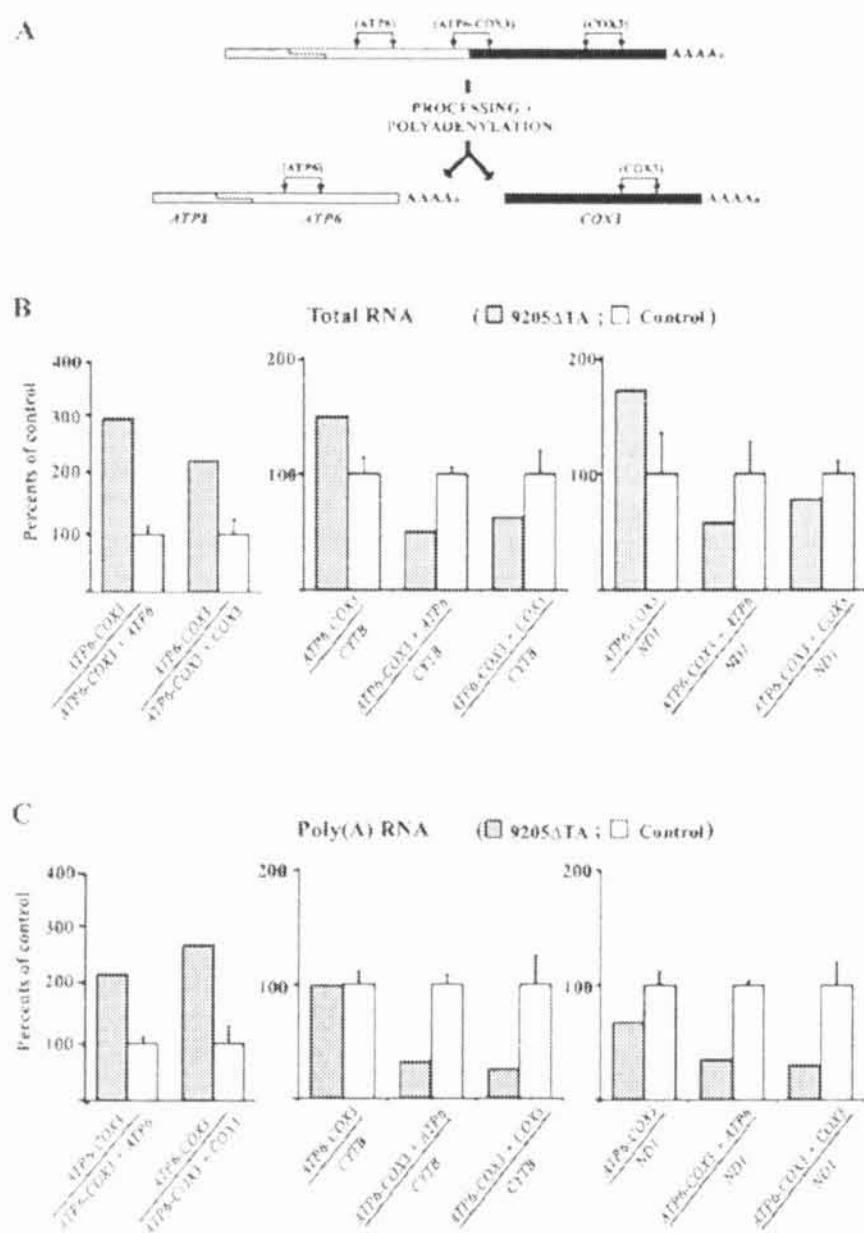 A
(ATP8) (ATP6-COX3) (COX3)
AAAAn
PROCESSING +
POLYADENYLATION
(ATP6) (COX3)
AAAAn AAAAn
ATP8 ATP6 COX3
B
Total RNA (9205ΔTA ; Control)
Percents of control
400
300
200
100
200
100
200
100
ATP6-COX3
ATP6-COX3 + ATP6
ATP6-COX3
ATP6-COX3 + COX3
ATP6-COX3
CYTB
ATP6-COX3 + ATP6
CYTB
ATP6-COX3 + COX3
CYTB
ATP6-COX3
ND1
ATP6-COX3 + ATP6
ND1
ATP6-COX3 + COX3
ND1
C
Poly(A) RNA (9205ΔTA ; Control)
Percents of control
400
300
200
100
200
100
200
100
ATP6-COX3
ATP6-COX3 + ATP6
ATP6-COX3
ATP6-COX3 + COX3
ATP6-COX3
CYTB
ATP6-COX3 + ATP6
CYTB
ATP6-COX3 + COX3
CYTB
ATP6-COX3
ND1
ATP6-COX3 + ATP6
ND1
ATP6-COX3 + COX3
ND1